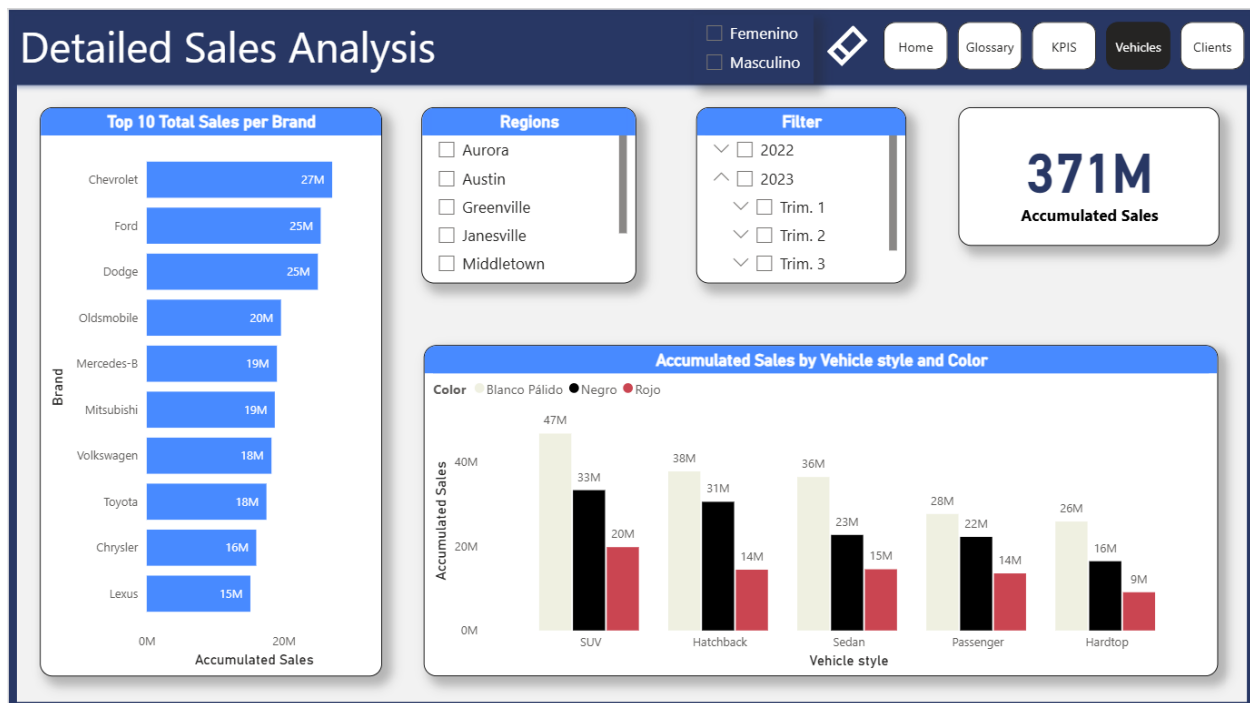 Detailed Sales Analysis
Femenino
Masculino
Home
Glossary
KPIS
Vehicles
Clients
Top 10 Total Sales per Brand
Brand
Chevrolet 27M
Ford 25M
Dodge 25M
Oldsmobile 20M
Mercedes-B 19M
Mitsubishi 19M
Volkswagen 18M
Toyota 18M
Chrysler 16M
Lexus 15M
0M 20M
Accumulated Sales
Regions
Aurora
Austin
Greenville
Janesville
Middletown
Filter
2022
2023
Trim. 1
Trim. 2
Trim. 3
371M
Accumulated Sales
Accumulated Sales by Vehicle style and Color
Color Blanco Pálido Negro Rojo
Accumulated Sales
40M
20M
0M
47M 33M 20M
38M 31M 14M
36M 23M 15M
28M 22M 14M
26M 16M 9M
SUV Hatchback Sedan Passenger Hardtop
Vehicle style